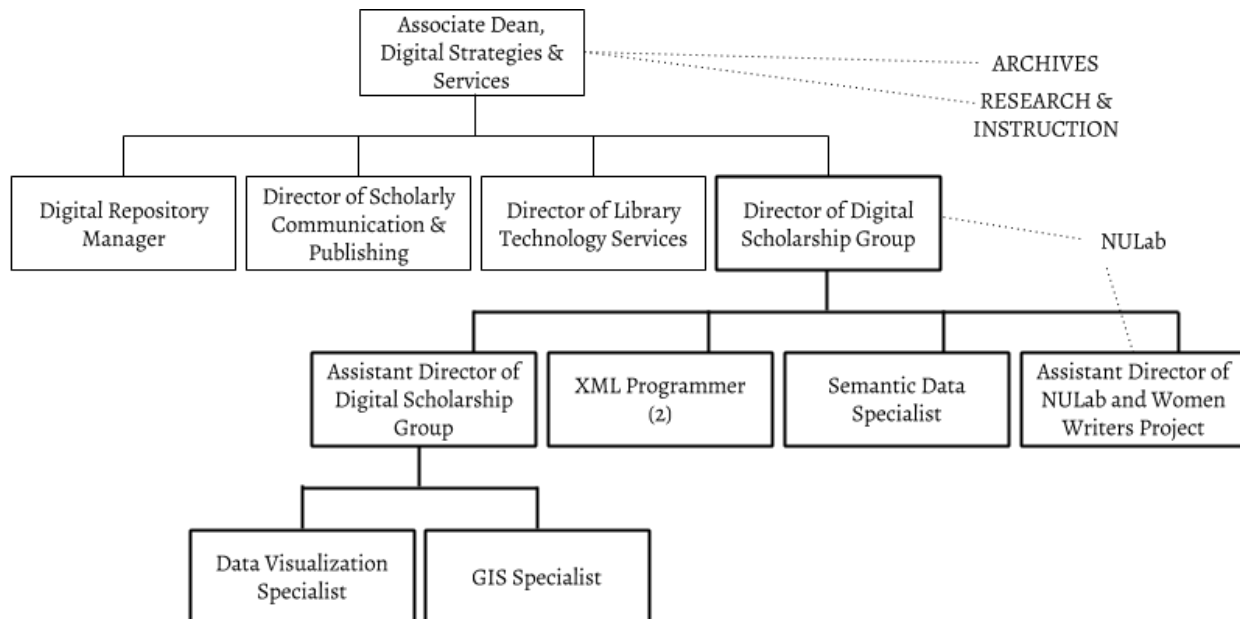 Associate Dean,
Digital Strategies &
Services
ARCHIVES
RESEARCH &
INSTRUCTION
Digital Repository
Manager
Director of Scholarly
Communication &
Publishing
Director of Library
Technology Services
Director of Digital
Scholarship Group
NULab
Assistant Director of
Digital Scholarship
Group
XML Programmer
(2)
Semantic Data
Specialist
Assistant Director of
NULab and Women
Writers Project
Data Visualization
Specialist
GIS Specialist